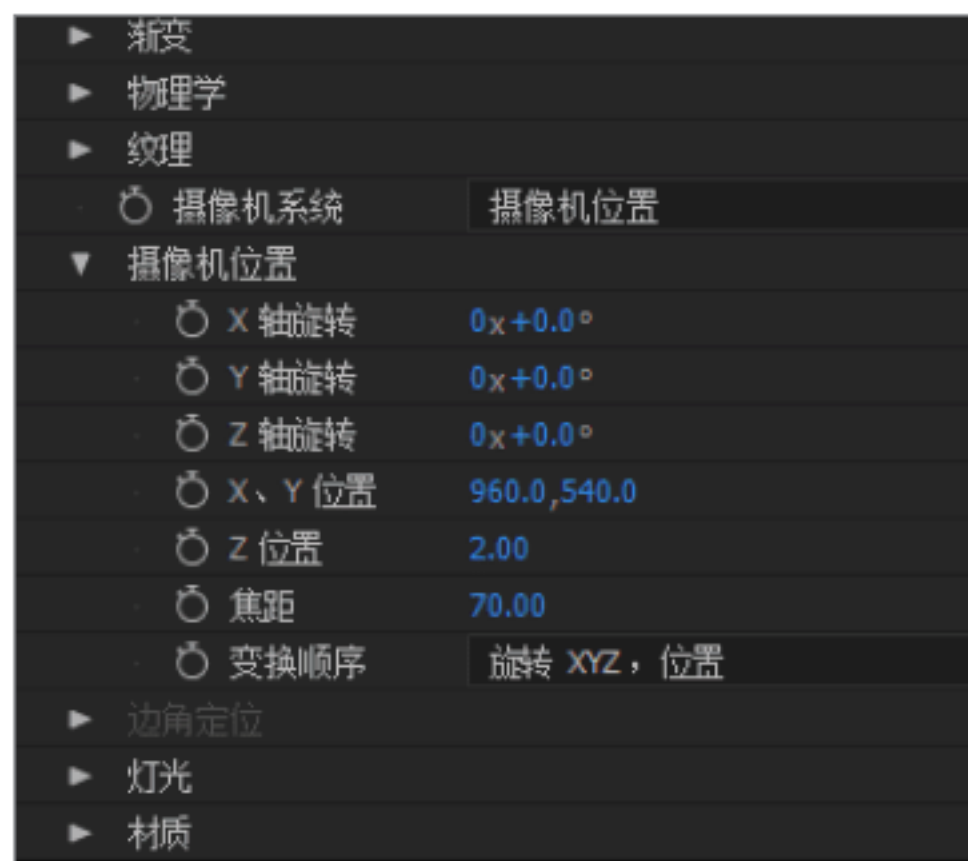 渐变
物理学
纹理
摄像机系统 摄像机位置
摄像机位置
X 轴旋转 0x+0.0°
Y 轴旋转 0x+0.0°
Z 轴旋转 0x+0.0°
X、Y 位置 960.0,540.0
Z 位置 2.00
焦距 70.00
变换顺序 旋转 XYZ，位置
边角定位
灯光
材质